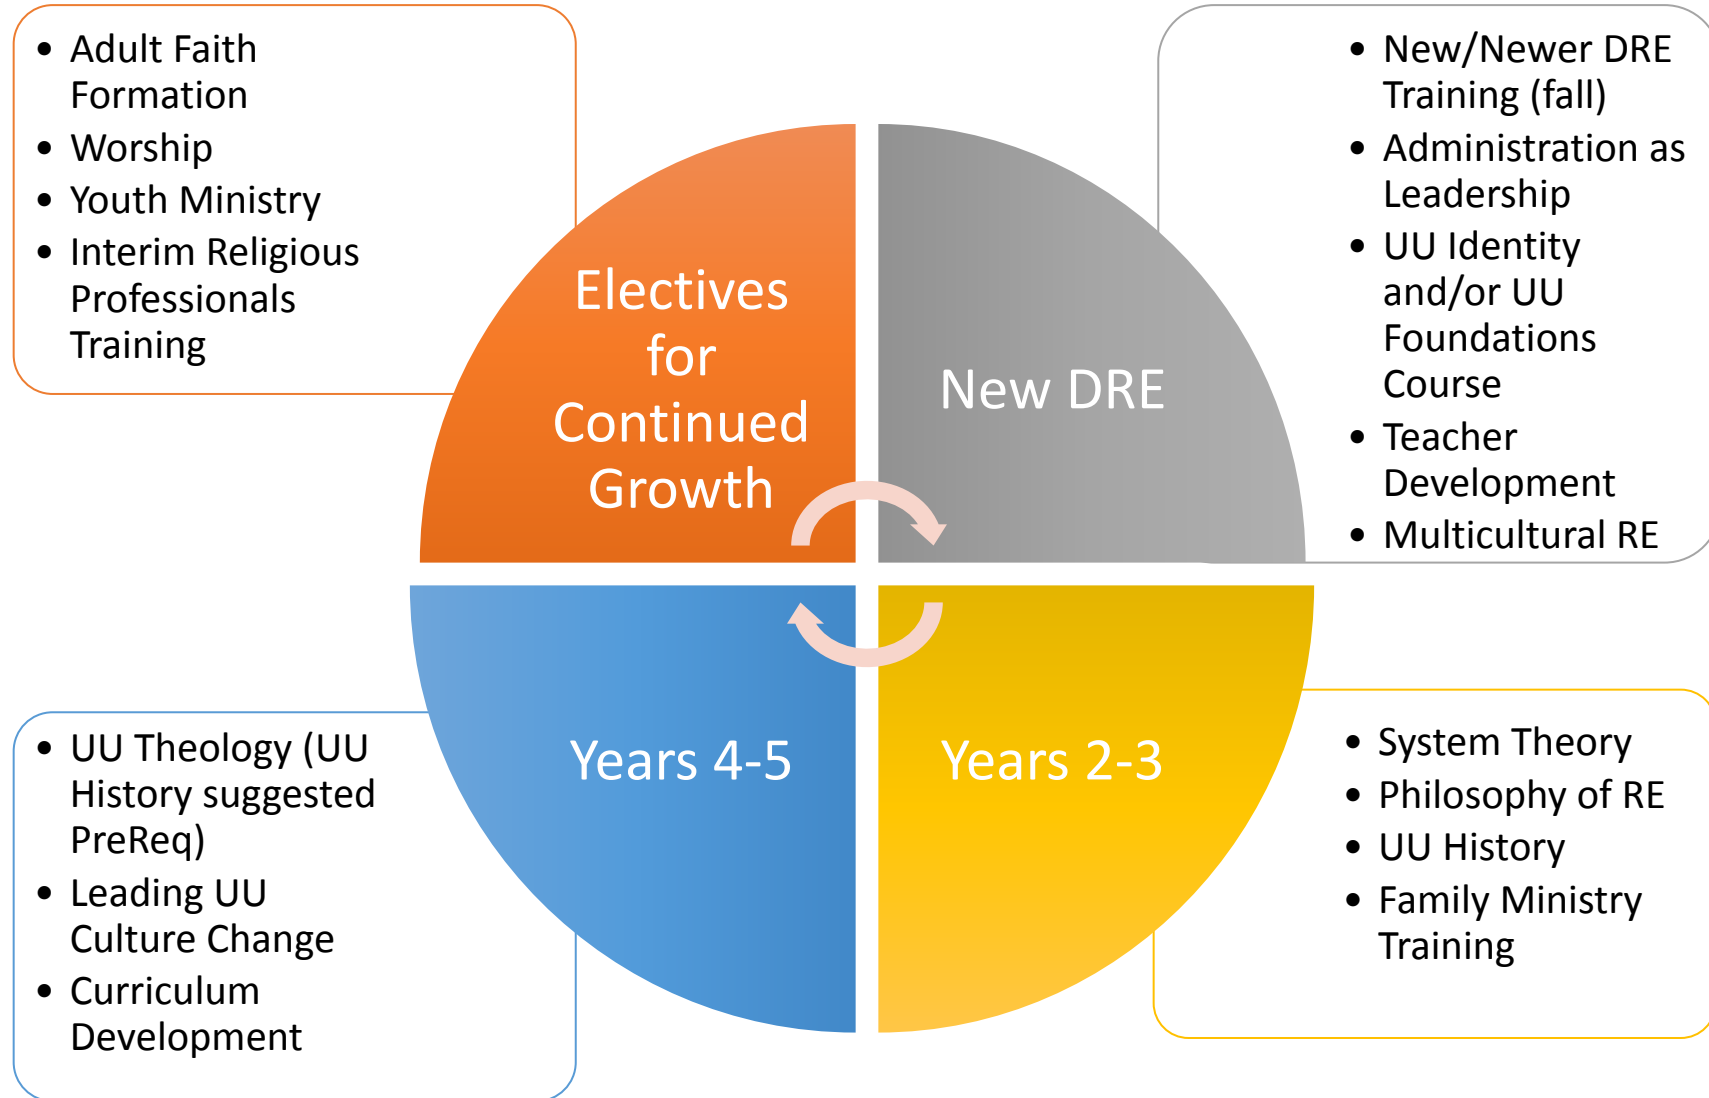 • Adult Faith
Formation
• Worship
• Youth Ministry
• Interim Religious
Professionals
Training
Electives
for
Continued
Growth
New DRE
• New/Newer DRE
Training (fall)
• Administration as
Leadership
• UU Identity
and/or UU
Foundations
Course
• Teacher
Development
• Multicultural RE
• UU Theology (UU
History suggested
PreReq)
• Leading UU
Culture Change
• Curriculum
Development
Years 4-5
Years 2-3
• System Theory
• Philosophy of RE
• UU History
• Family Ministry
Training